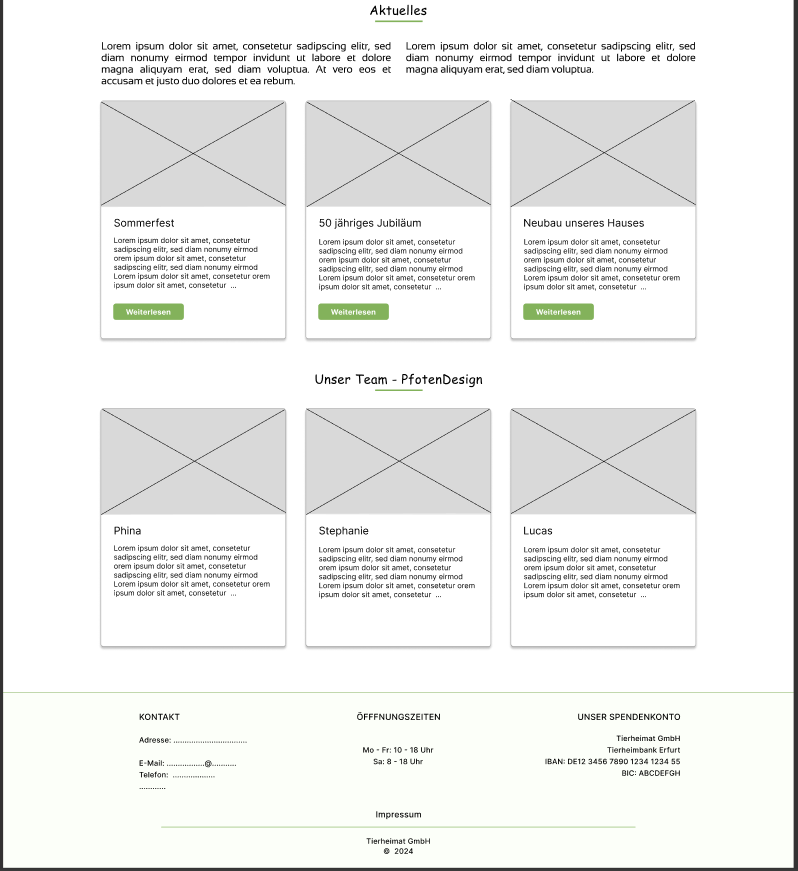 Aktuelles
Lorem ipsum dolor sit amet, consetetur sadipscing elitr, sed
diam nonumy eirmod tempor invidunt ut labore et dolore
magna aliquyam erat, sed diam voluptua. At vero eos et
accusam et justo duo dolores et ea rebum.
Lorem ipsum dolor sit amet, consetetur sadipscing elitr, sed
diam nonumy eirmod tempor invidunt ut labore et dolore
magna aliquyam erat, sed diam voluptua.
Sommerfest
Lorem ipsum dolor sit amet, consetetur
sadipscing elitr, sed diam nonumy eirmod
orem ipsum dolor sit amet, consetetur
sadipscing elitr, sed diam nonumy eirmod
Lorem ipsum dolor sit amet, consetetur orem
ipsum dolor sit amet, consetetur ...
Weiterlesen
50 jähriges Jubiläum
Lorem ipsum dolor sit amet, consetetur
sadipscing elitr, sed diam nonumy eirmod
orem ipsum dolor sit amet, consetetur
sadipscing elitr, sed diam nonumy eirmod
Lorem ipsum dolor sit amet, consetetur orem
ipsum dolor sit amet, consetetur ...
Weiterlesen
Neubau unseres Hauses
Lorem ipsum dolor sit amet, consetetur
sadipscing elitr, sed diam nonumy eirmod
orem ipsum dolor sit amet, consetetur
sadipscing elitr, sed diam nonumy eirmod
Lorem ipsum dolor sit amet, consetetur orem
ipsum dolor sit amet, consetetur ...
Weiterlesen
Unser Team - PfotenDesign
Phina
Lorem ipsum dolor sit amet, consetetur
sadipscing elitr, sed diam nonumy eirmod
orem ipsum dolor sit amet, consetetur
sadipscing elitr, sed diam nonumy eirmod
Lorem ipsum dolor sit amet, consetetur orem
ipsum dolor sit amet, consetetur ...
Stephanie
Lorem ipsum dolor sit amet, consetetur
sadipscing elitr, sed diam nonumy eirmod
orem ipsum dolor sit amet, consetetur
sadipscing elitr, sed diam nonumy eirmod
Lorem ipsum dolor sit amet, consetetur orem
ipsum dolor sit amet, consetetur ...
Lucas
Lorem ipsum dolor sit amet, consetetur
sadipscing elitr, sed diam nonumy eirmod
orem ipsum dolor sit amet, consetetur
sadipscing elitr, sed diam nonumy eirmod
Lorem ipsum dolor sit amet, consetetur orem
ipsum dolor sit amet, consetetur ...
KONTAKT
Adresse: .................................
E-Mail: .................@...........
Telefon: ...................
............
ÖFFFNUNGSZEITEN
Mo - Fr: 10 - 18 Uhr
Sa: 8 - 18 Uhr
UNSER SPENDENKONTO
Tierheimat GmbH
Tierheimbank Erfurt
IBAN: DE12 3456 7890 1234 1234 55
BIC: ABCDEFGH
Impressum
Tierheimat GmbH
© 2024